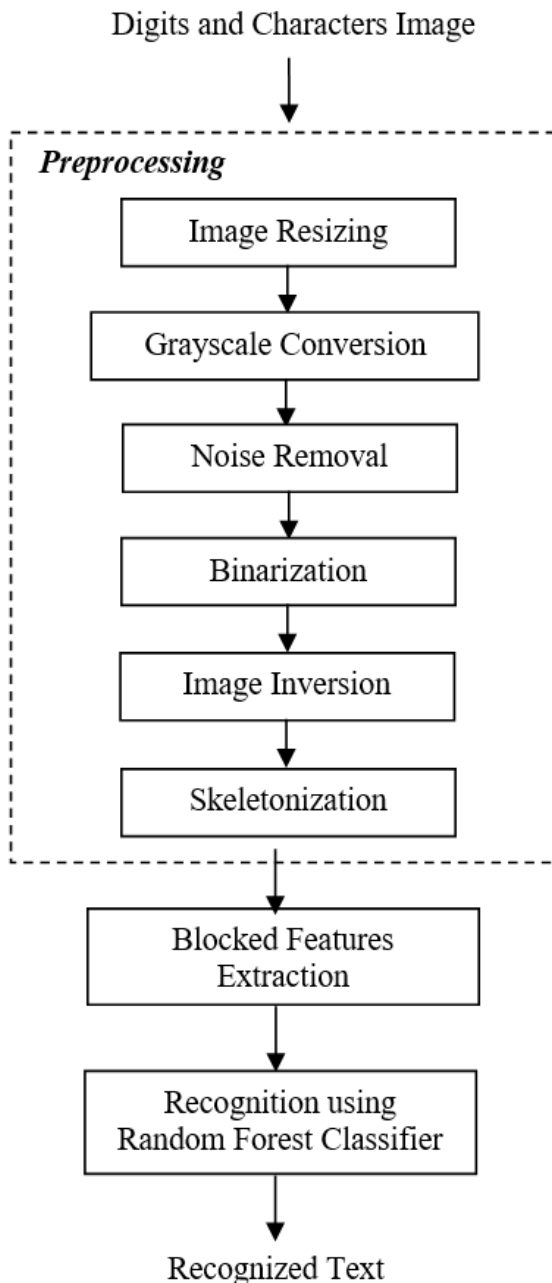 Digits and Characters Image
Preprocessing
Image Resizing
Grayscale Conversion
Noise Removal
Binarization
Image Inversion
Skeletonization
Blocked Features
Extraction
Recognition using
Random Forest Classifier
Recognized Text